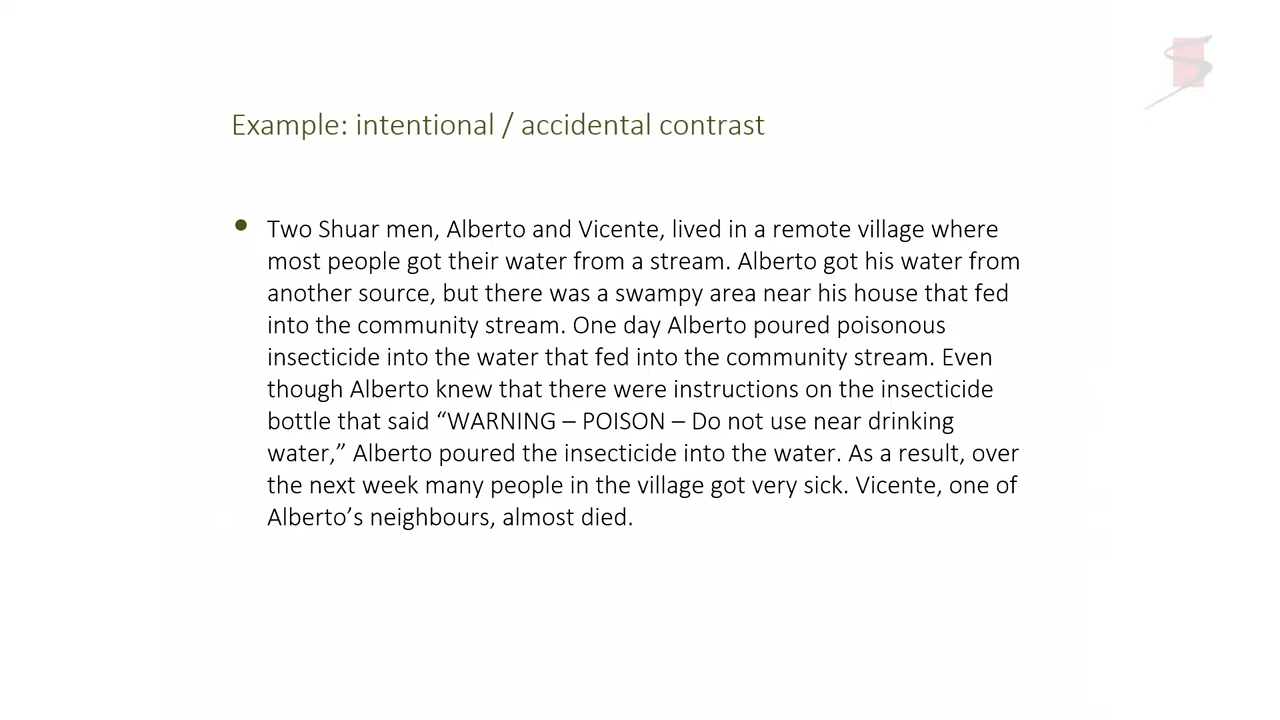 Example: intentional / accidental contrast
• Two Shuar men, Alberto and Vicente, lived in a remote village where
most people got their water from a stream. Alberto got his water from
another source, but there was a swampy area near his house that fed
into the community stream. One day Alberto poured poisonous
insecticide into the water that fed into the community stream. Even
though Alberto knew that there were instructions on the insecticide
bottle that said “WARNING – POISON – Do not use near drinking
water,” Alberto poured the insecticide into the water. As a result, over
the next week many people in the village got very sick. Vicente, one of
Alberto’s neighbours, almost died.